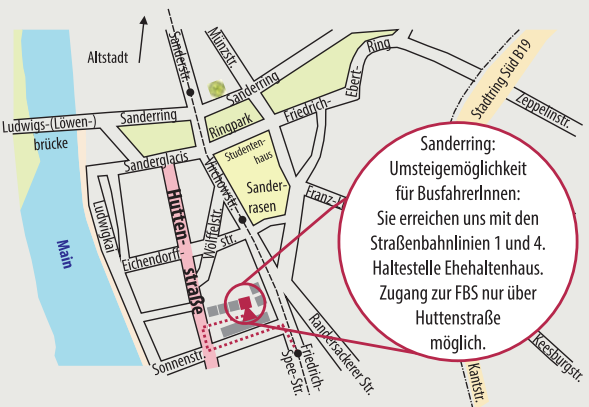 Altstadt
Sanderstr.
Münzstr.
Ring
Ebert-
Friedrich-
Stadtring Süd B19
Zeppelinstr.
Sanderring
Sanderring
Ludwigs-(Löwen-)
brücke
Ringpark
Studenten-
haus
Sanderglacis
Sander-
rasen
Virchowstr.
Franz-L
Ludwigkai
Main
Hutten-
straße
Wölffelstr.
Eichendorff-
str.
Sonnenstr.
Friedrich-
Spee-Str.
Randersackerer Str.
Kantstr.
Keesburgstr.
Sanderring:
Umsteigemöglichkeit
für BusfahrerInnen:
Sie erreichen uns mit den
Straßenbahnlinien 1 und 4.
Haltestelle Ehehaltenhaus.
Zugang zur FBS nur über
Huttenstraße
möglich.